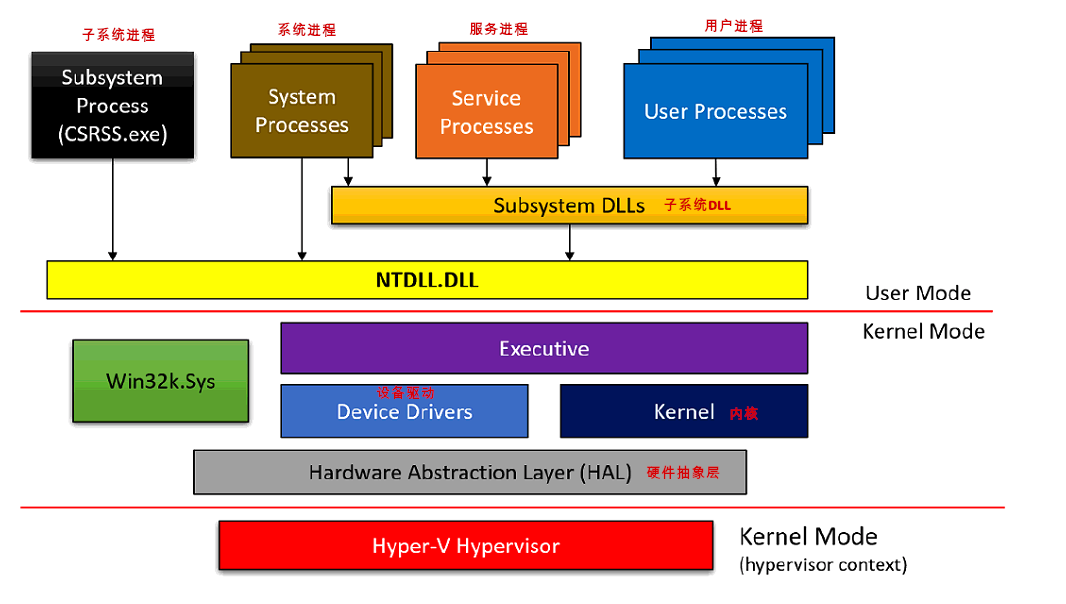 子系统进程
系统进程
服务进程
用户进程
Subsystem
Process
(CSRSS.exe)
System
Processes
Service
Processes
User Processes
Subsystem DLLs 子系统DLL
NTDLL.DLL
User Mode
Kernel Mode
Executive
Win32k.Sys
设备驱动
Device Drivers
Kernel 内核
Hardware Abstraction Layer (HAL) 硬件抽象层
Hyper-V Hypervisor
Kernel Mode
(hypervisor context)